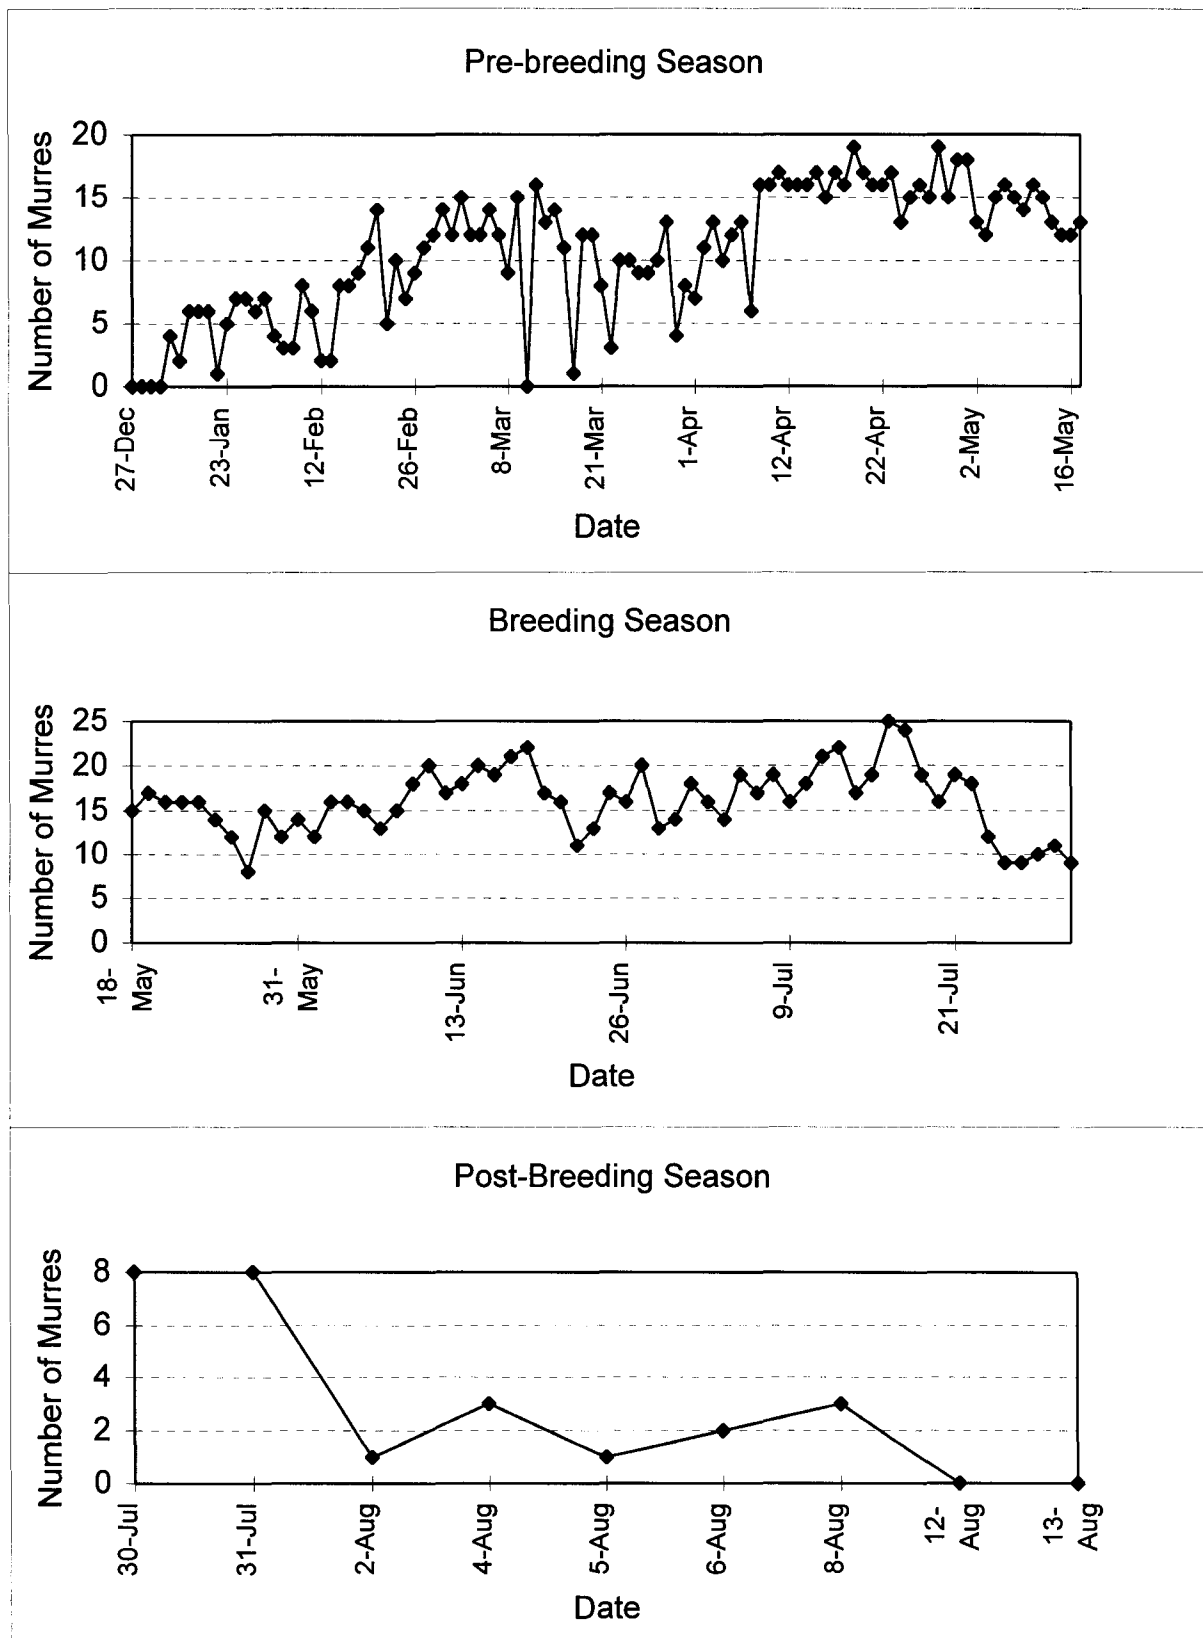 Pre-breeding Season
Number of Murres
20
15
10
5
0
27-Dec
23-Jan
12-Feb
26-Feb
8-Mar
21-Mar
1-Apr
12-Apr
22-Apr
2-May
16-May
Date
Breeding Season
Number of Murres
25
20
15
10
5
0
18-
May
31-
May
13-Jun
26-Jun
9-Jul
21-Jul
Date
Post-Breeding Season
Number of Murres
8
6
4
2
0
30-Jul
31-Jul
2-Aug
4-Aug
5-Aug
6-Aug
8-Aug
12-
Aug
13-
Aug
Date